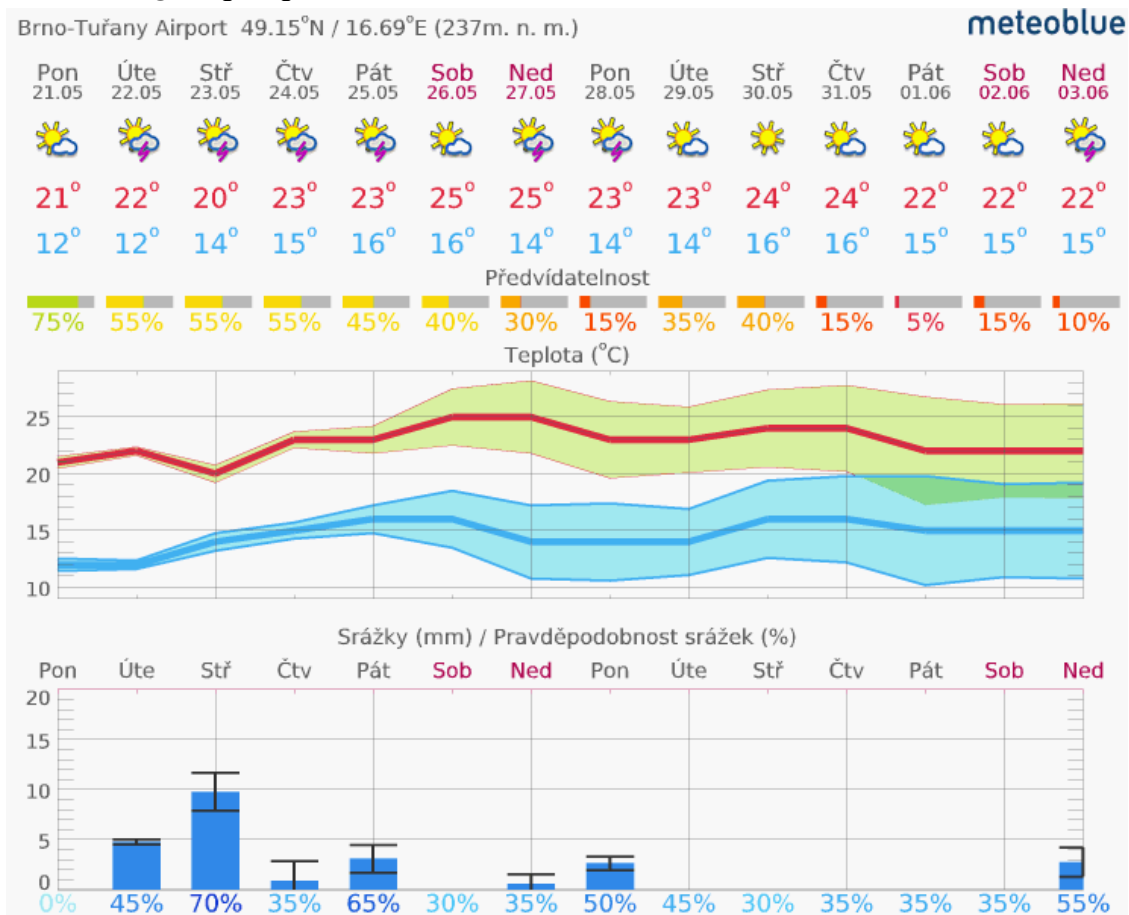 Brno-Tuřany Airport 49.15°N / 16.69°E (237m. n. m.)
meteoblue
Pon Úte Stř Čtv Pát Sob Ned Pon Úte Stř Čtv Pát Sob Ned
21.05 22.05 23.05 24.05 25.05 26.05 27.05 28.05 29.05 30.05 31.05 01.06 02.06 03.06
21° 22° 20° 23° 23° 25° 25° 23° 23° 24° 24° 22° 22° 22°
12° 12° 14° 15° 16° 16° 14° 14° 14° 16° 16° 15° 15° 15°
Předvídatelnost
75% 55% 55% 55% 45% 40% 30% 15% 35% 40% 15% 5% 15% 10%
Teplota (°C)
25
20
15
10
Srážky (mm) / Pravděpodobnost srážek (%)
Pon Úte Stř Čtv Pát Sob Ned Pon Úte Stř Čtv Pát Sob Ned
20
15
10
5
0
0% 45% 70% 35% 65% 30% 35% 50% 45% 30% 35% 35% 35% 55%